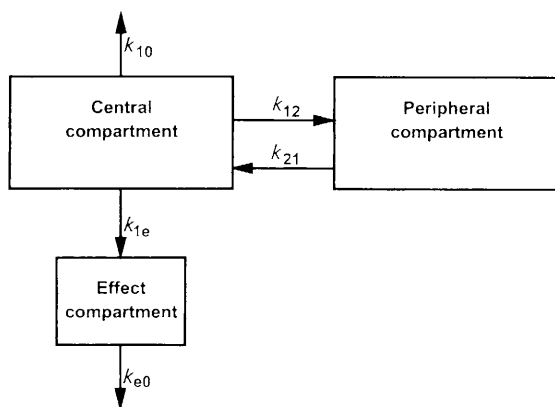 k10
Central
compartment
k12
k21
Peripheral
compartment
k1e
Effect
compartment
ke0